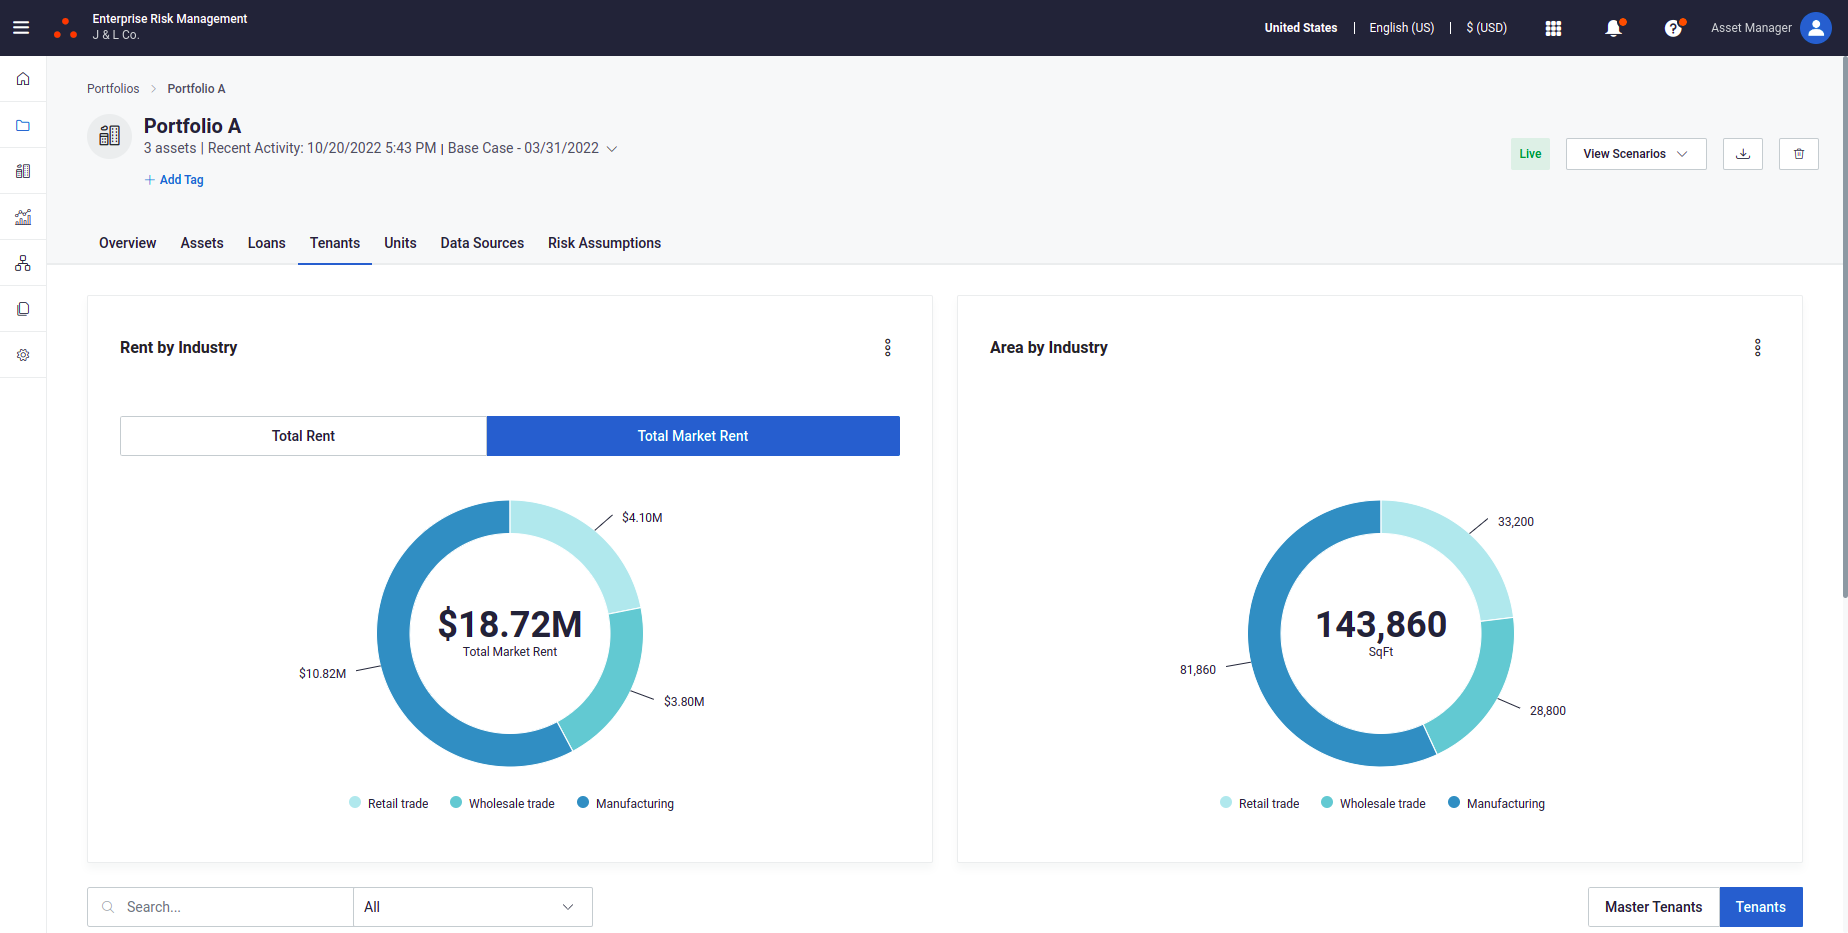 Enterprise Risk Management
J & L Co.
United States | English (US) | $ (USD)
?
Asset Manager
Portfolios > Portfolio A
Portfolio A
3 assets | Recent Activity: 10/20/2022 5:43 PM | Base Case - 03/31/2022
+ Add Tag
Live
View Scenarios
Overview Assets Loans Tenants Units Data Sources Risk Assumptions
Rent by Industry
Total Rent Total Market Rent
$4.10M
$18.72M
Total Market Rent
$10.82M
$3.80M
Retail trade Wholesale trade Manufacturing
Area by Industry
33,200
143,860
SqFt
81,860
28,800
Retail trade Wholesale trade Manufacturing
Search... All
Master Tenants Tenants